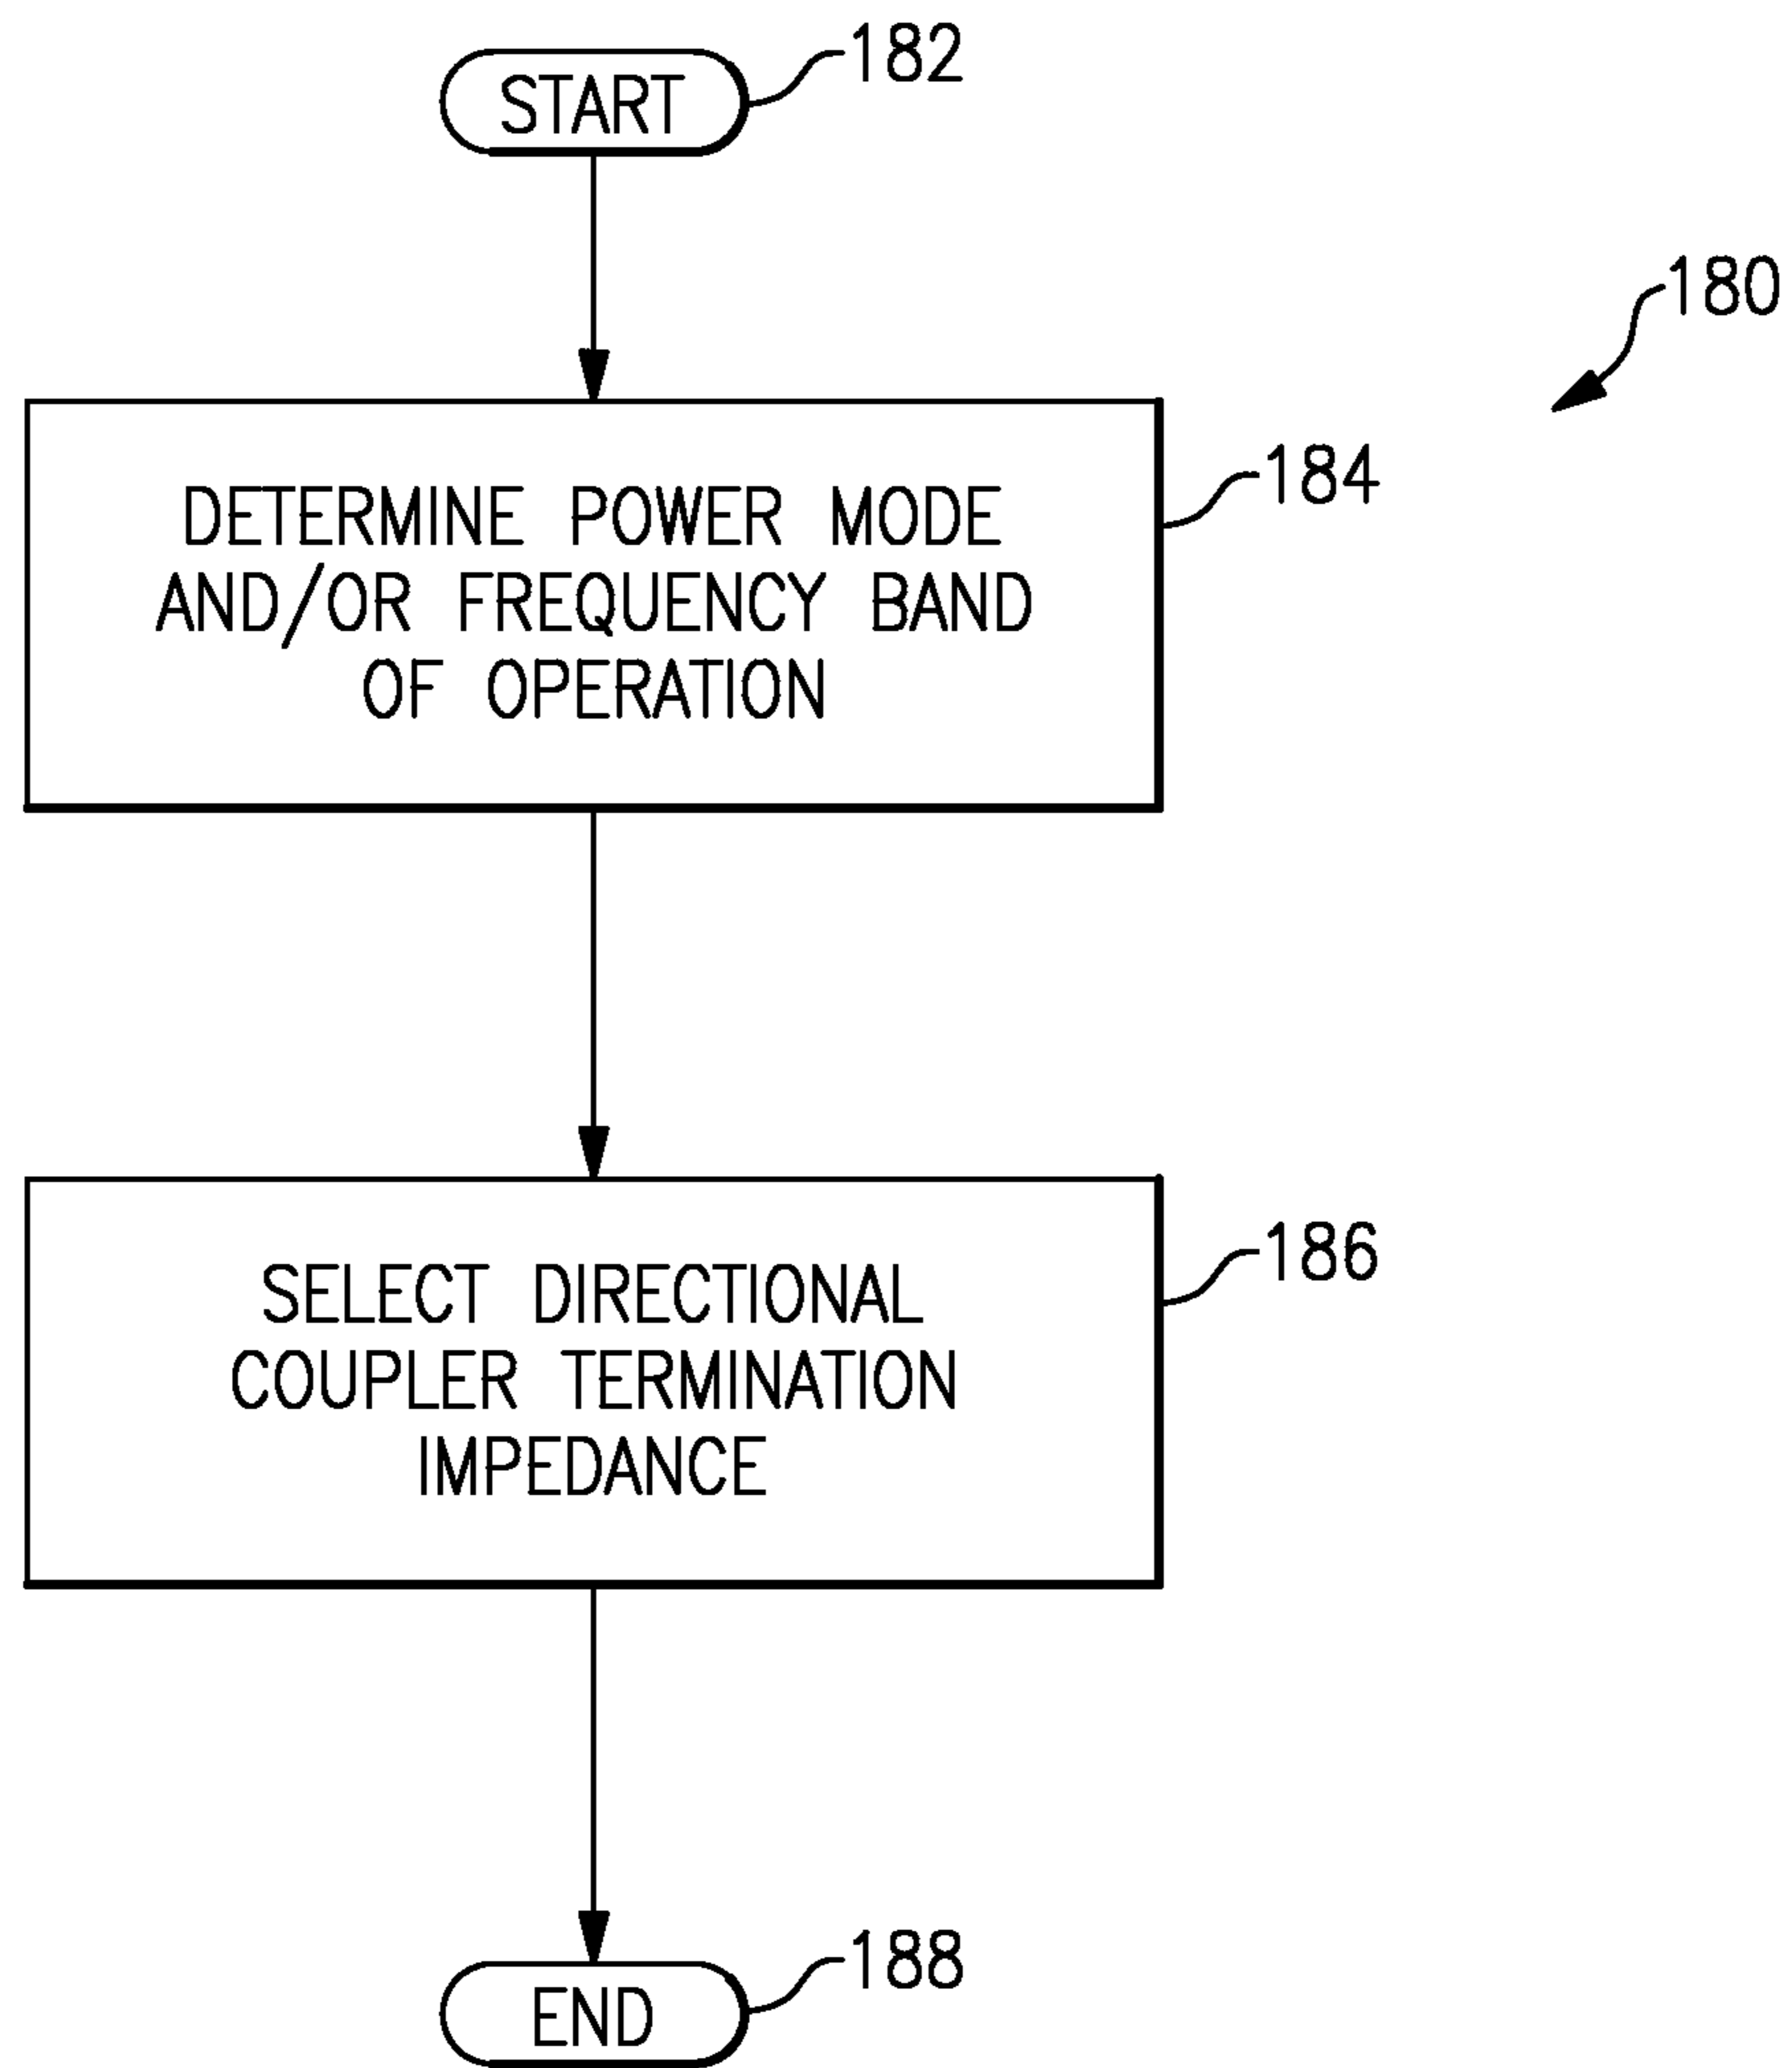 START
182
180
DETERMINE POWER MODE
AND/OR FREQUENCY BAND
OF OPERATION
184
SELECT DIRECTIONAL
COUPLER TERMINATION
IMPEDANCE
186
END
188